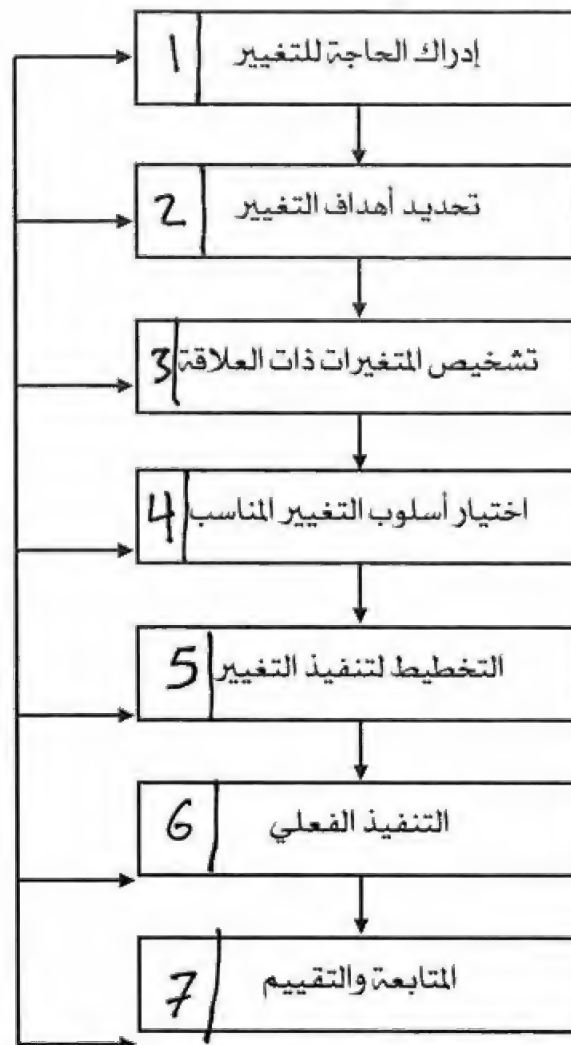 1 إدراك الحاجة للتغيير
2 تحديد أهداف التغيير
3 تشخيص المتغيرات ذات العلاقة
4 اختيار أسلوب التغيير المناسب
5 التخطيط لتنفيذ التغيير
6 التنفيذ الفعلي
7 المتابعة والتقييم